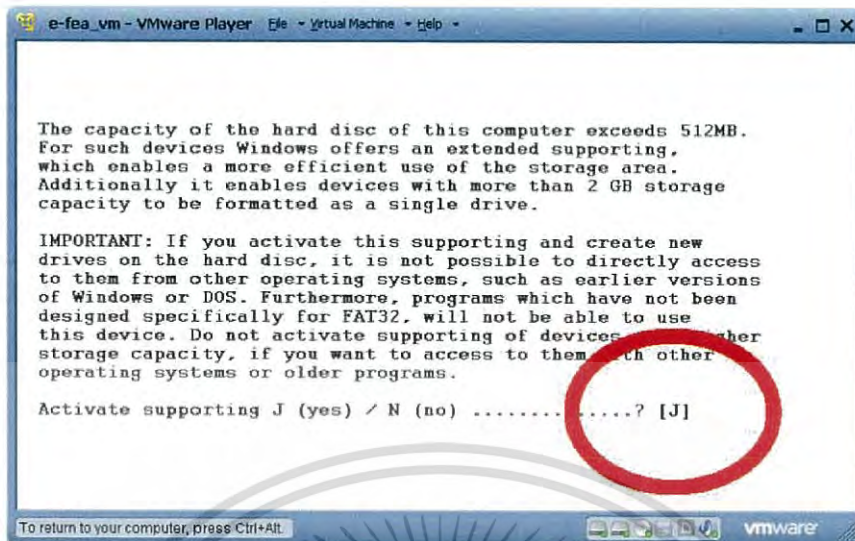 e-fea_vm - VMware Player File Virtual Machine Help
The capacity of the hard disc of this computer exceeds 512MB.
For such devices Windows offers an extended supporting,
which enables a more efficient use of the storage area.
Additionally it enables devices with more than 2 GB storage
capacity to be formatted as a single drive.
IMPORTANT: If you activate this supporting and create new
drives on the hard disc, it is not possible to directly access
to them from other operating systems, such as earlier versions
of Windows or DOS. Furthermore, programs which have not been
designed specifically for FAT32, will not be able to use
this device. Do not activate supporting of devices
storage capacity, if you want to access to them other
operating systems or older programs.
Activate supporting J (yes) / N (no) ..............? [J]
To return to your computer, press Ctrl+Alt.
vmware